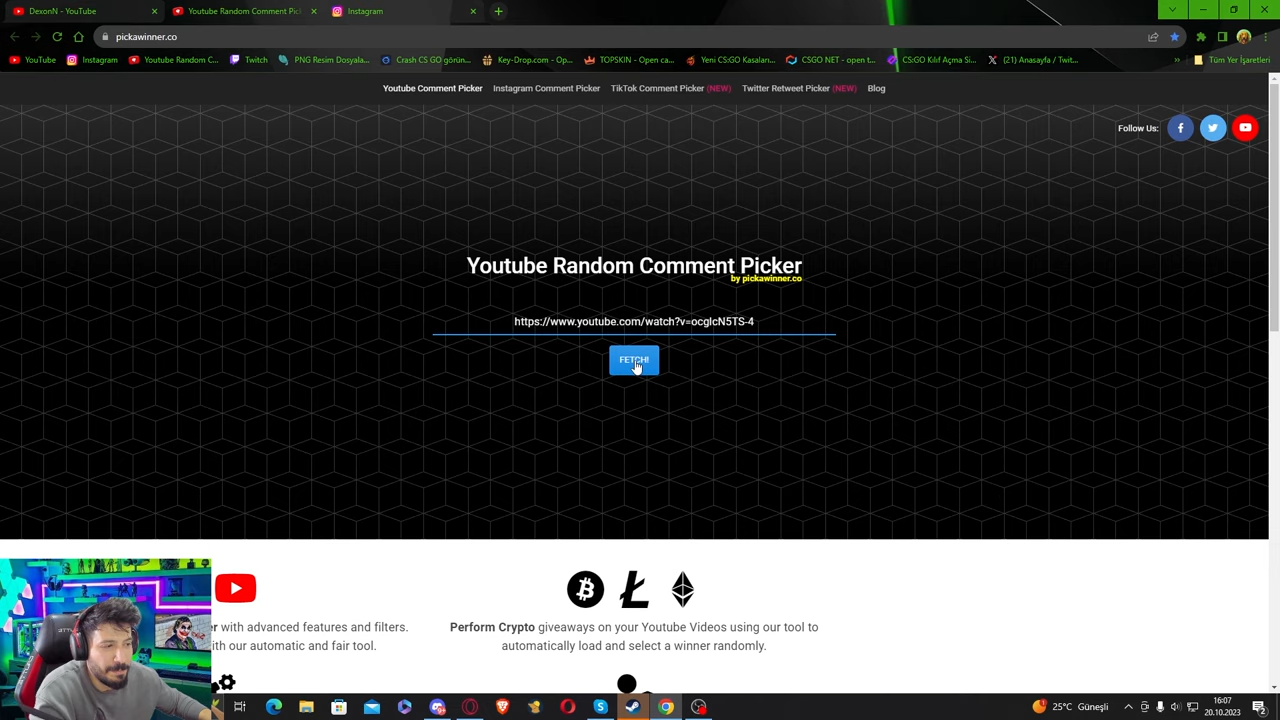 DexonN - YouTube
Youtube Random Comment Pic
Instagram
pickawinner.co
YouTube
Instagram
Youtube Random C...
Twitch
PNG Resim Dosyala...
Crash CS GO görün...
Key-Drop.com - Op...
TOPSKIN - Open ca...
Yeni CS:GO Kasaları...
CSGO NET - open t...
CS:GO Kılıf Açma Si...
(21) Anasayfa / Twit...
»
Tüm Yer İşaretleri
Youtube Comment Picker
Instagram Comment Picker
TikTok Comment Picker (NEW)
Twitter Retweet Picker (NEW)
Blog
Follow Us:
Youtube Random Comment Picker
by pickawinner.co
https://www.youtube.com/watch?v=ocglcN5TS-4
FETCH!
er with advanced features and filters.
ith our automatic and fair tool.
Perform Crypto giveaways on your Youtube Videos using our tool to
automatically load and select a winner randomly.
25°C Güneşli
16:07
20.10.2023
2